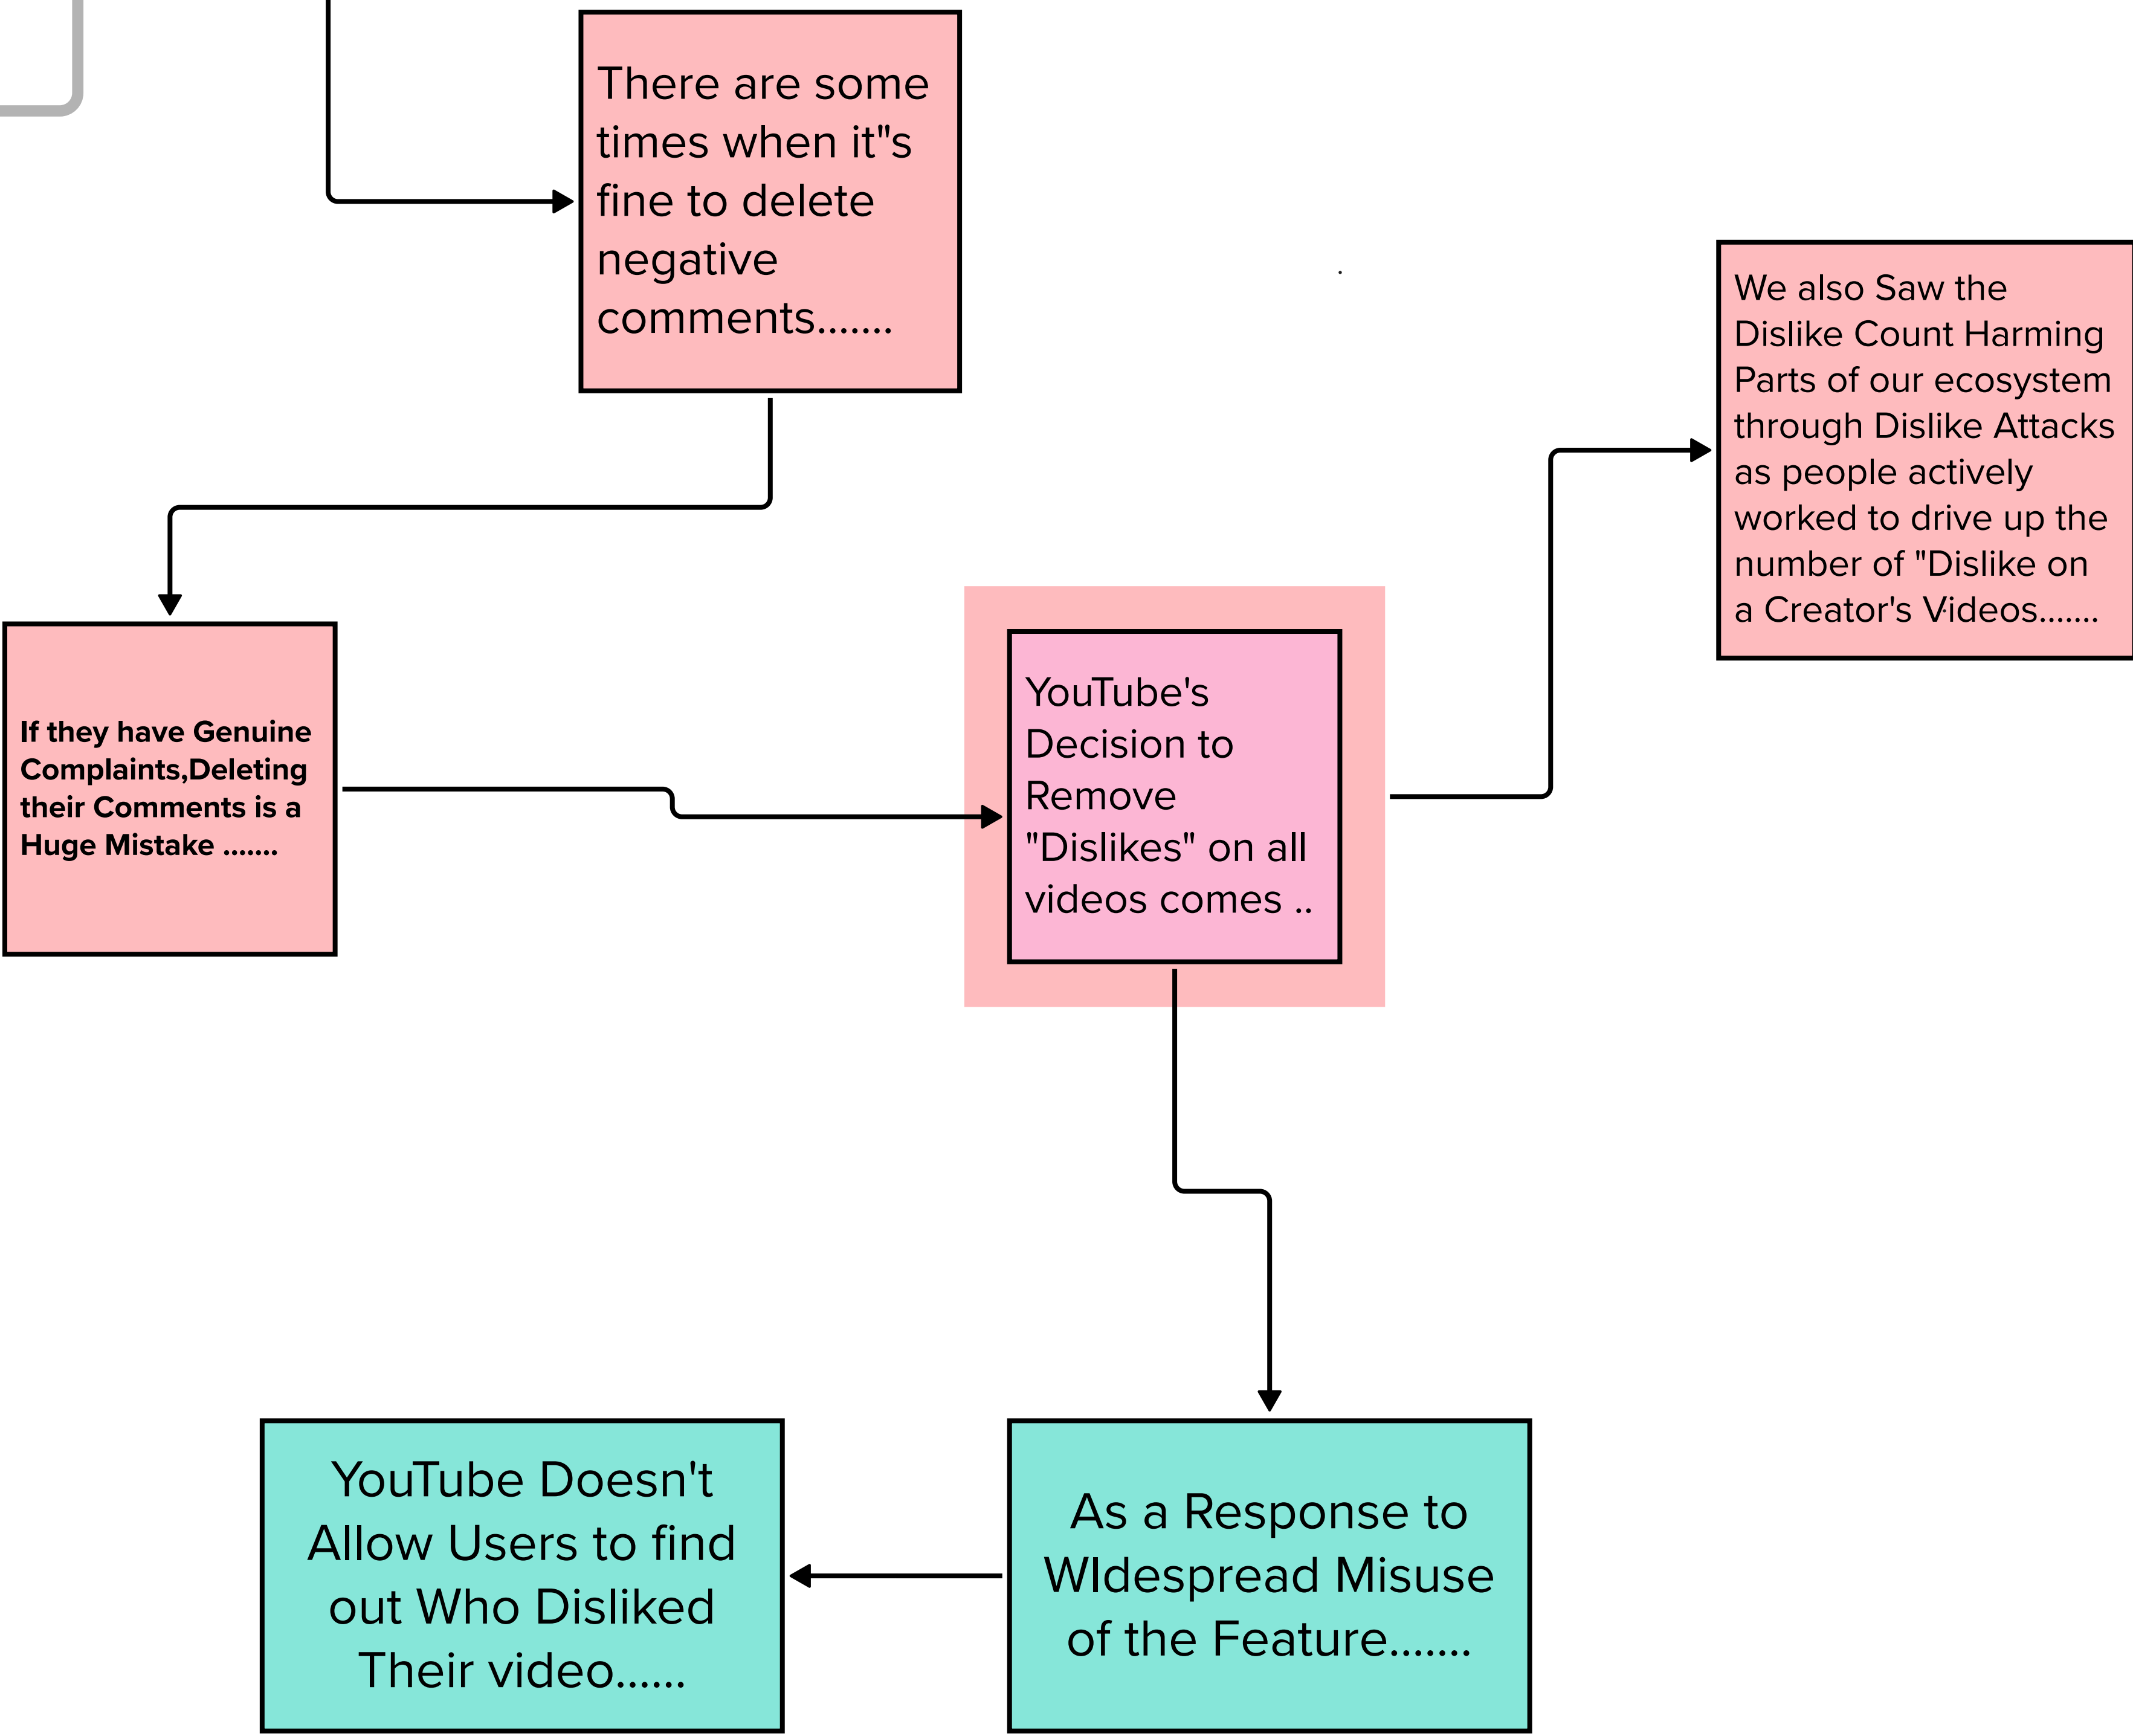 There are some
times when it"s
fine to delete
negative
comments.......
We also Saw the
Dislike Count Harming
Parts of our ecosystem
through Dislike Attacks
as people actively
worked to drive up the
number of "Dislike on
a Creator's Videos.......
If they have Genuine
Complaints,Deleting
their Comments is a
Huge Mistake .......
YouTube's
Decision to
Remove
"Dislikes" on all
videos comes ..
YouTube Doesn't
Allow Users to find
out Who Disliked
Their video......
As a Response to
WIdespread Misuse
of the Feature.......